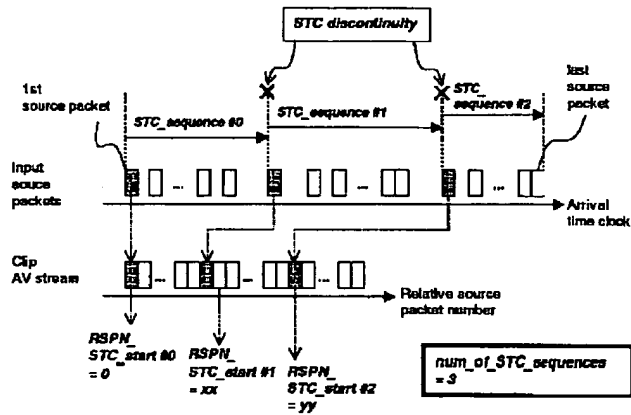 STC discontinuity
1st
source packet
last
source
packet
STC_sequence #0
STC_sequence #1
STC_
sequence #2
Input
souce
packets
...
...
...
Arrival
time clock
Clip
AV stream
...
...
...
Relative source
packet number
RSPN_
STC_start #0
= 0
RSPN_
STC_start #1
= xx
RSPN_
STC_start #2
= yy
num_of_STC_sequences
= 3